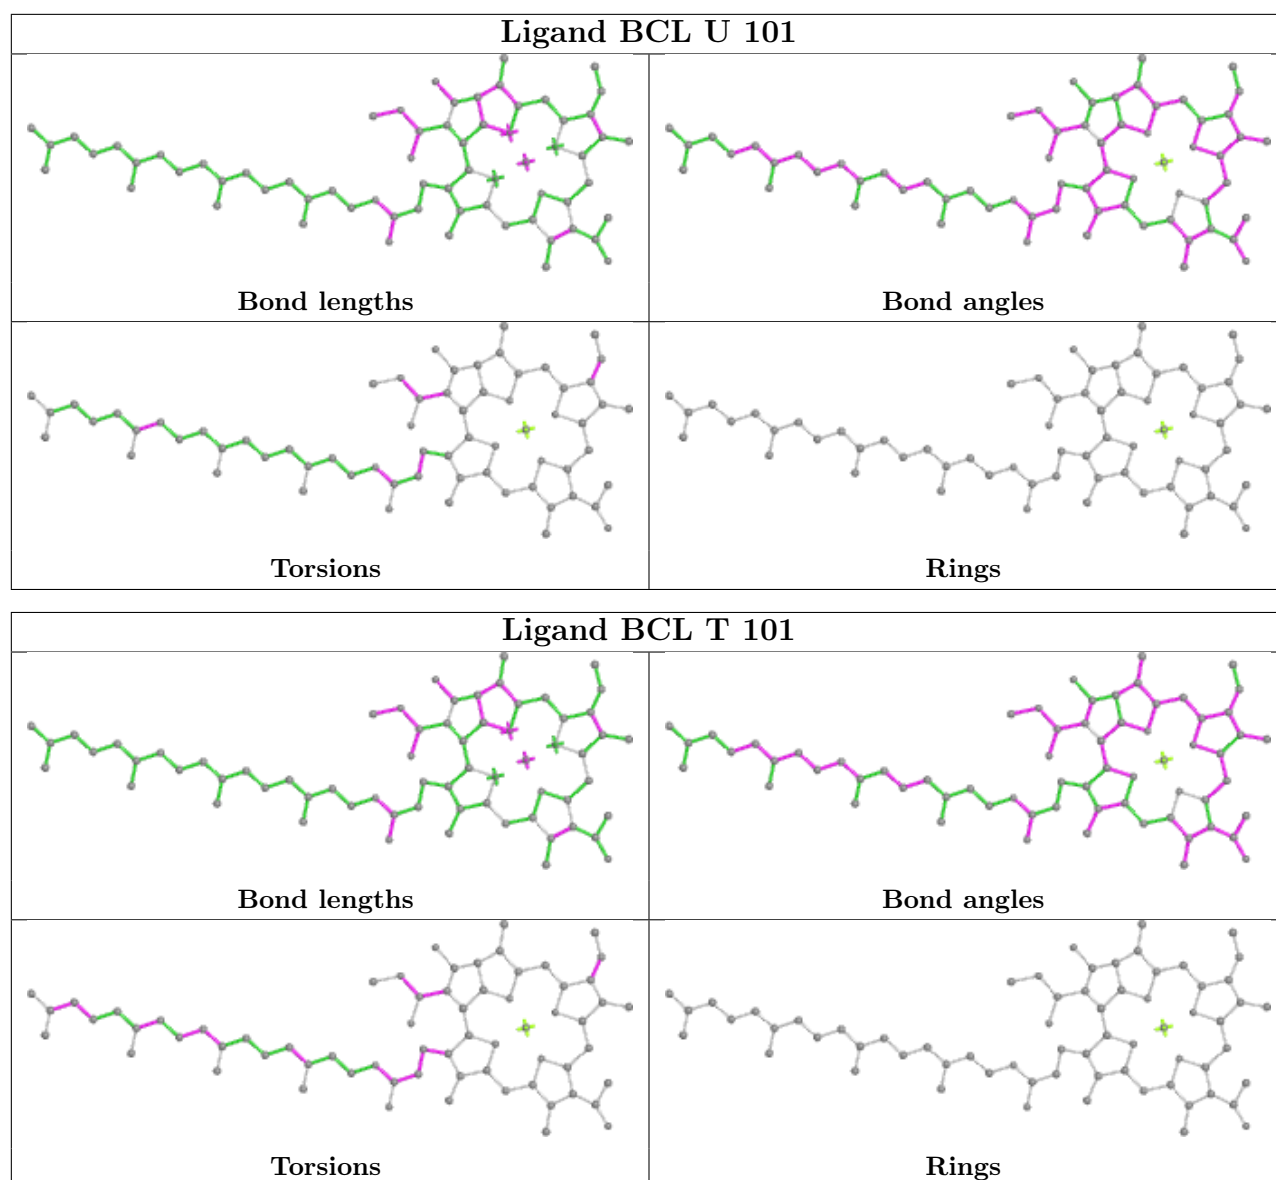 Ligand BCL U 101
Bond lengths
Bond angles
Torsions
Rings
Ligand BCL T 101
Bond lengths
Bond angles
Torsions
Rings